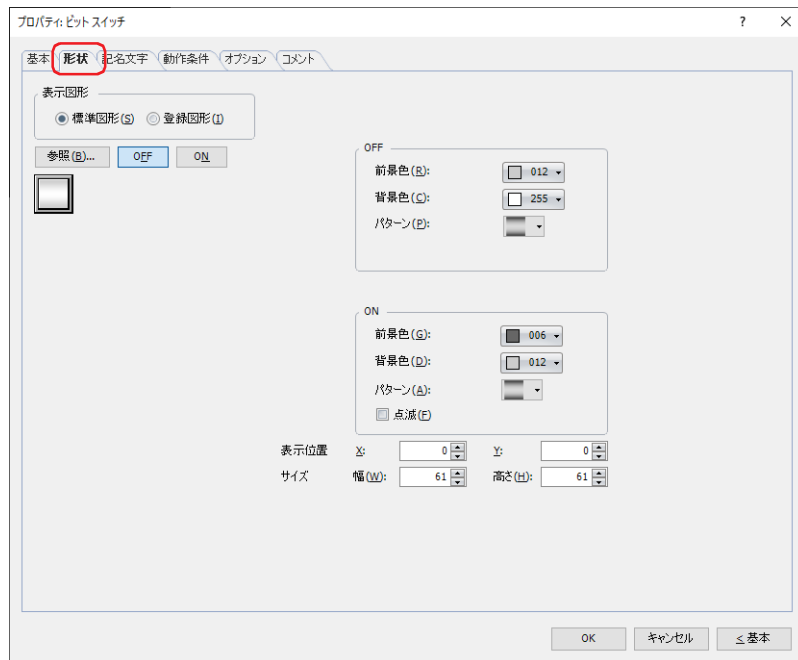 プロパティ: ビット スイッチ ?
基本 形状 記名文字 動作条件 オプション コメント
表示図形
標準図形(S) 登録図形(I)
参照(B)... OFF ON
OFF
前景色(R): 012
背景色(C): 255
パターン(P):
ON
前景色(G): 006
背景色(D): 012
パターン(A):
点滅(F)
表示位置 X: 0 Y: 0
サイズ 幅(W): 61 高さ(H): 61
OK キャンセル < 基本